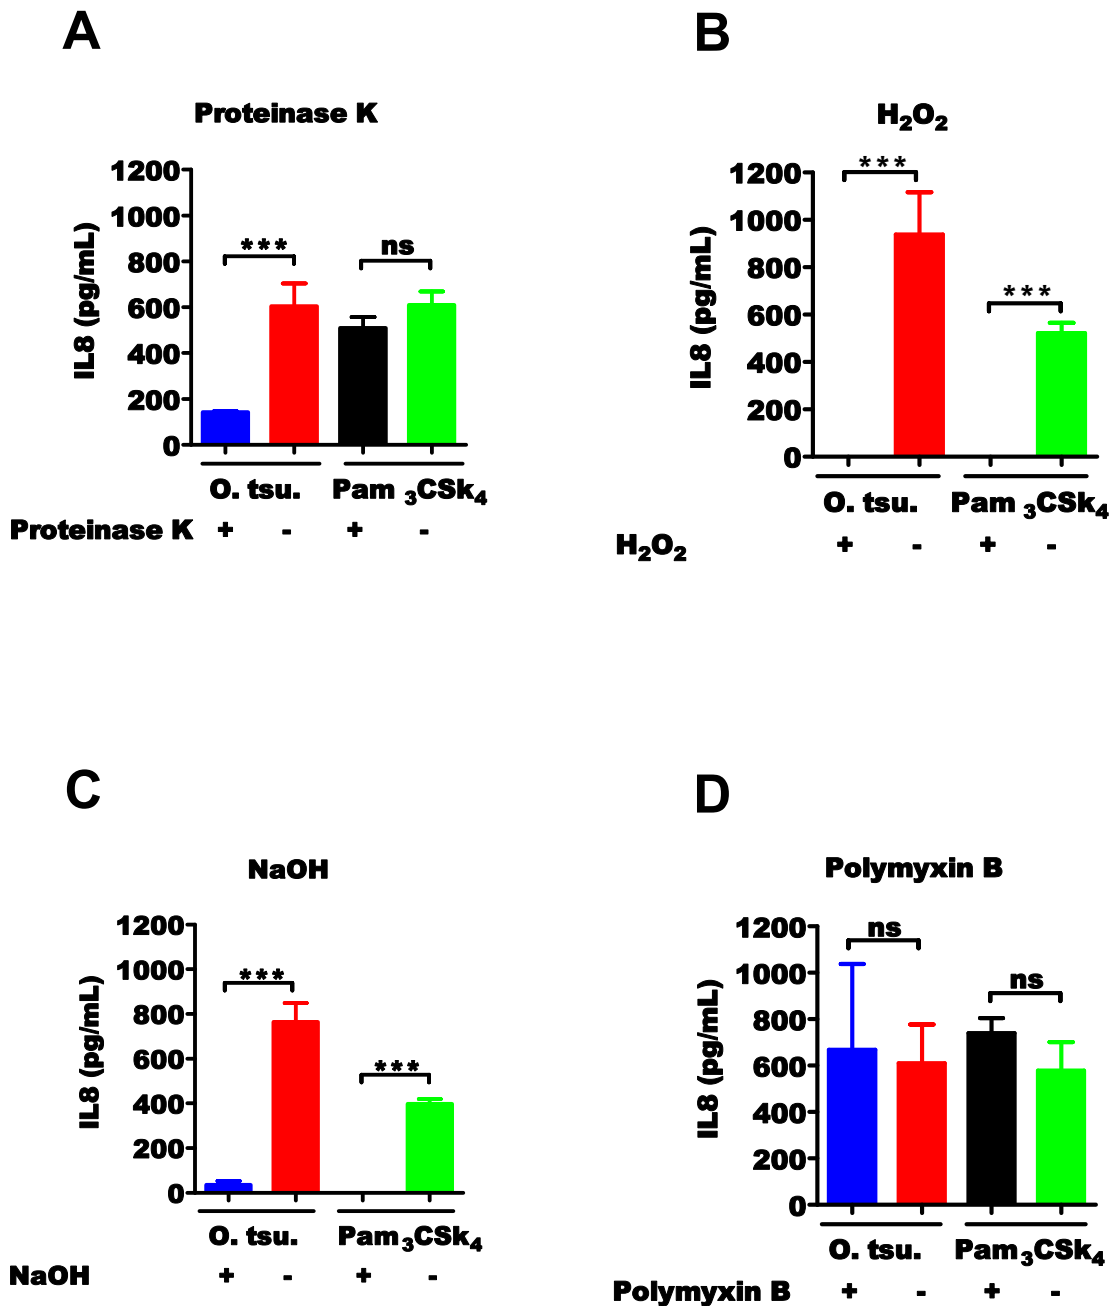 A
Proteinase K
1200
1000
800
600
400
200
0
IL8 (pg/mL)
***
ns
O. tsu.
Pam ₃CSk₄
Proteinase K + - + -
B
H₂O₂
1200
1000
800
600
400
200
0
IL8 (pg/mL)
***
***
O. tsu.
Pam ₃CSk₄
H₂O₂ + - + -
C
NaOH
1200
1000
800
600
400
200
0
IL8 (pg/mL)
***
***
O. tsu.
Pam₃CSk₄
NaOH + - + -
D
Polymyxin B
1200
1000
800
600
400
200
0
IL8 (pg/mL)
ns
ns
O. tsu.
Pam₃CSk₄
Polymyxin B + - + -